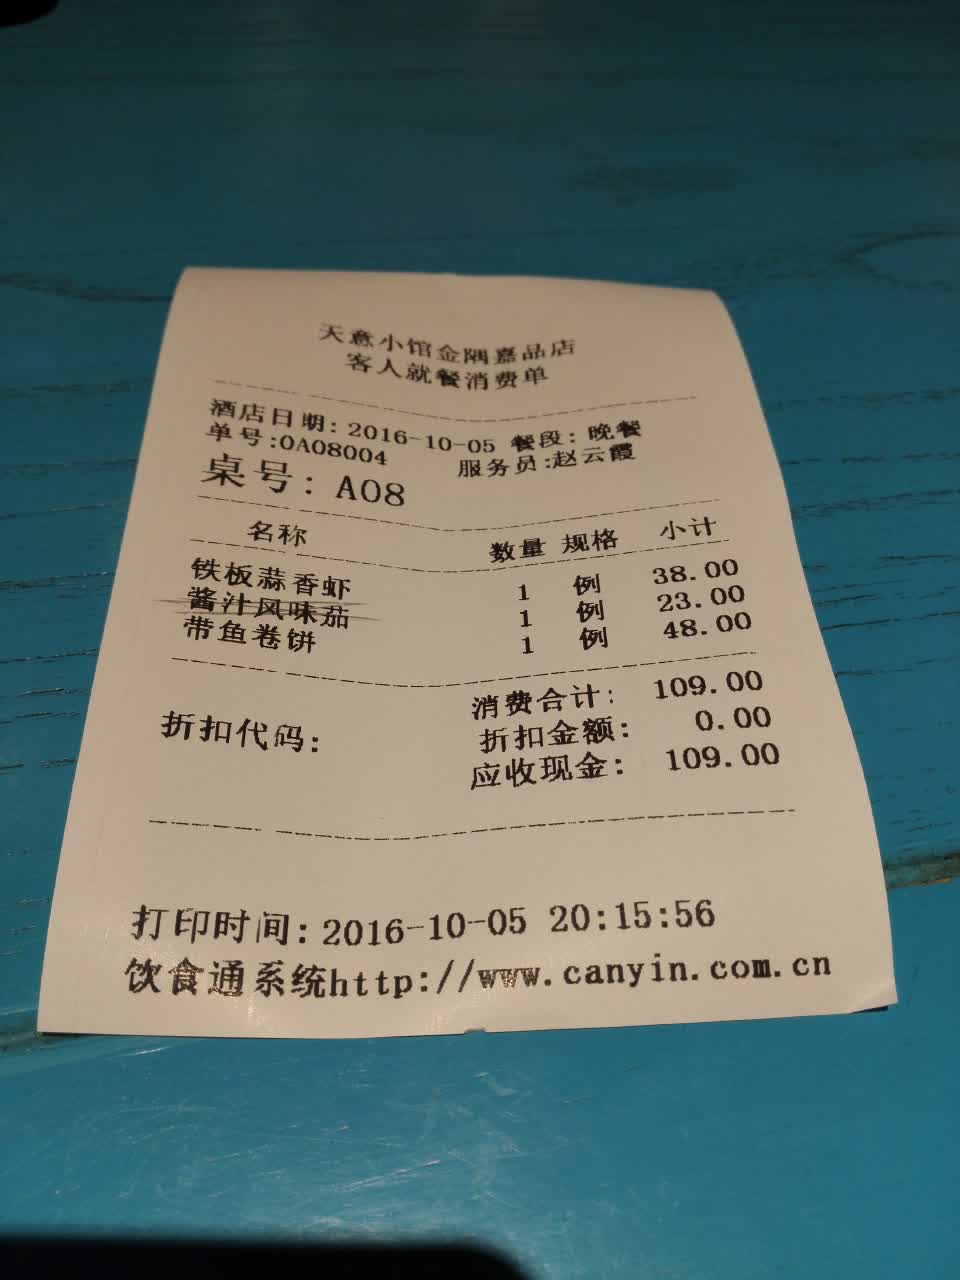 天意小馆金隅嘉品店
客人就餐消费单
酒店日期: 2016-10-05 餐段: 晚餐
单号:0A08004 服务员:赵云霞
桌号: A08
名称 数量 规格 小计
铁板蒜香虾 1 例 38.00
酱汁风味茄 1 例 23.00
带鱼卷饼 1 例 48.00
消费合计: 109.00
折扣代码: 折扣金额: 0.00
应收现金: 109.00
打印时间: 2016-10-05 20:15:56
饮食通系统http://www.canyin.com.cn